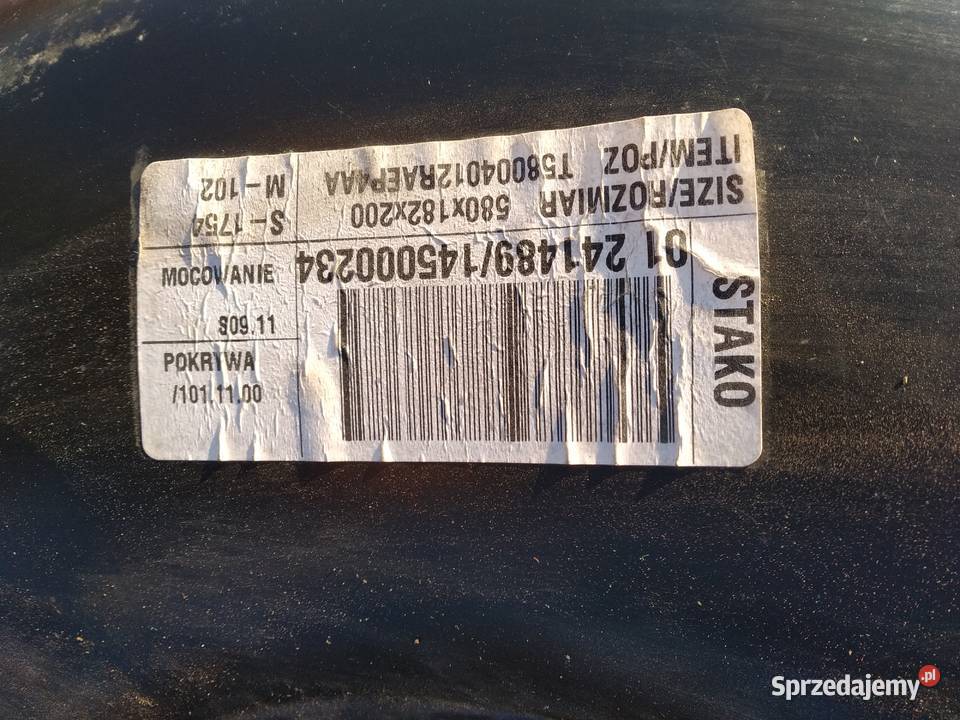 ITEM/POZ T58004012RAEP4AA
SIZE/ROZMIAR 580x182x200
M-102
S-1754
01 241489/145000234
STAKO
MOCOWANIE
S09.11
POKRYWA
/101.11.00
Sprzedajemy.pl